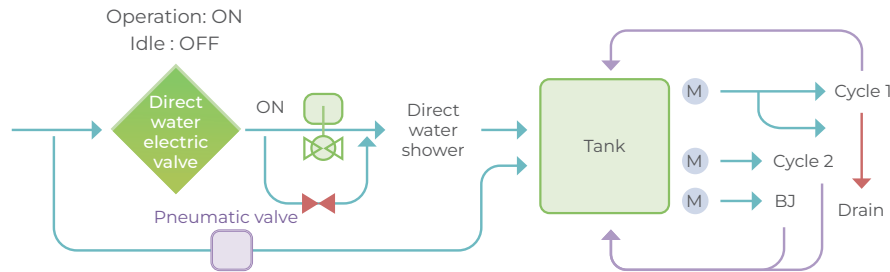 Operation: ON
Idle : OFF
Direct
water
electric
valve
ON
Direct
water
shower
Pneumatic valve
Tank
M
Cycle 1
M
Cycle 2
M
BJ
Drain